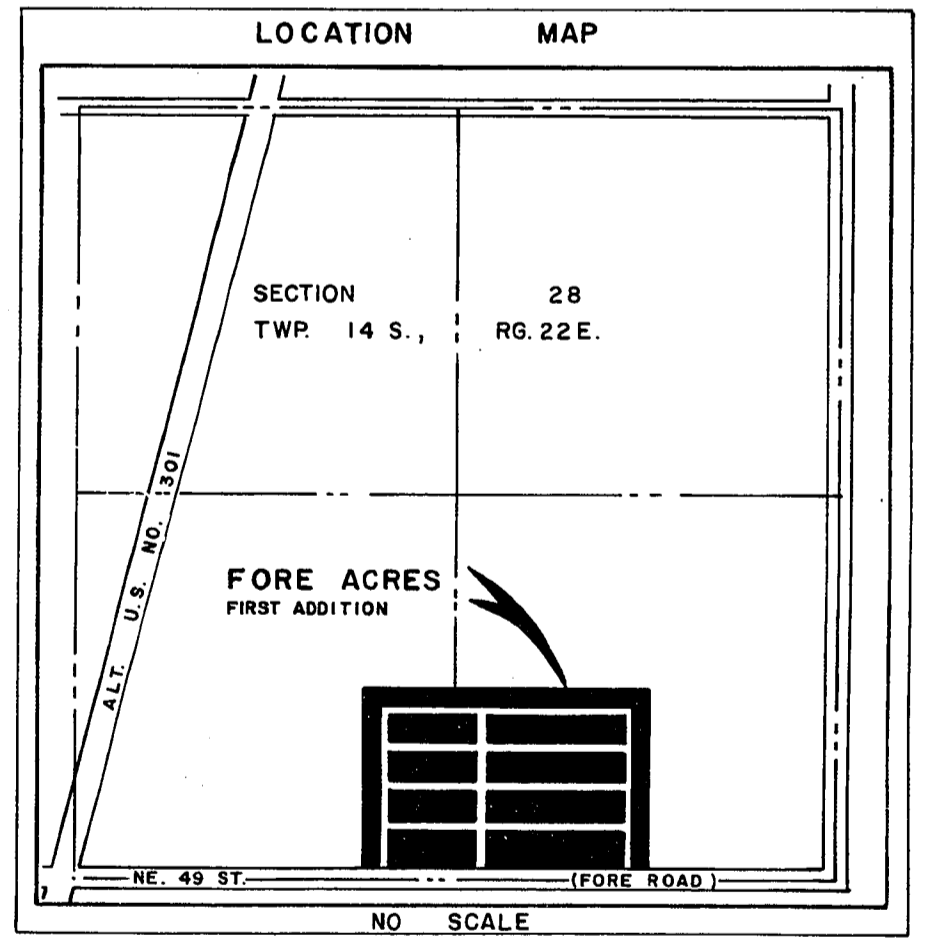 LOCATION MAP
SECTION 28
TWP. 14 S., RG. 22 E.
ALT. U.S. NO. 301
FORE ACRES
FIRST ADDITION
NE. 49 ST. (FORE ROAD)
NO SCALE